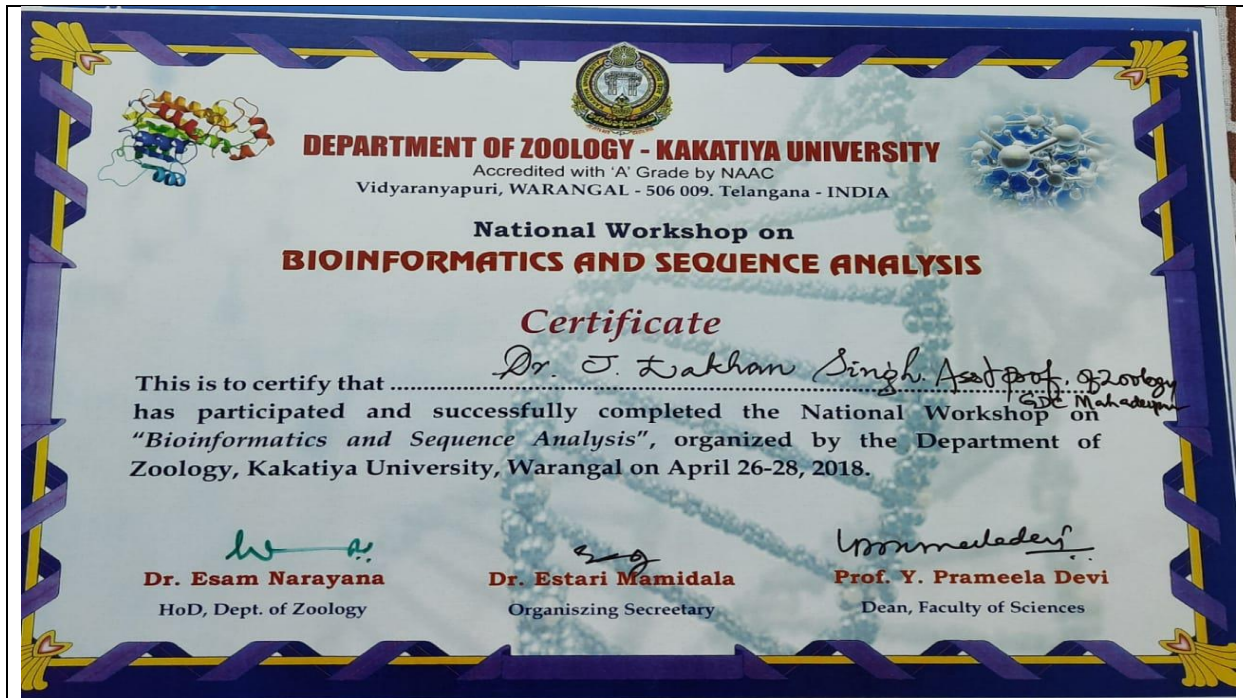 DEPARTMENT OF ZOOLOGY - KAKATIYA UNIVERSITY
Accredited with 'A' Grade by NAAC
Vidyaranyapuri, WARANGAL - 506 009. Telangana - INDIA
National Workshop on
BIOINFORMATICS AND SEQUENCE ANALYSIS
Certificate
This is to certify that .......... Dr. J. Lakhan Singh. Asst prof. of Zoology
GDC Mahadevpur
has participated and successfully completed the National Workshop on
"Bioinformatics and Sequence Analysis", organized by the Department of
Zoology, Kakatiya University, Warangal on April 26-28, 2018.
Dr. Esam Narayana
HoD, Dept. of Zoology
Dr. Estari Mamidala
Organiszing Secreetary
Prof. Y. Prameela Devi
Dean, Faculty of Sciences